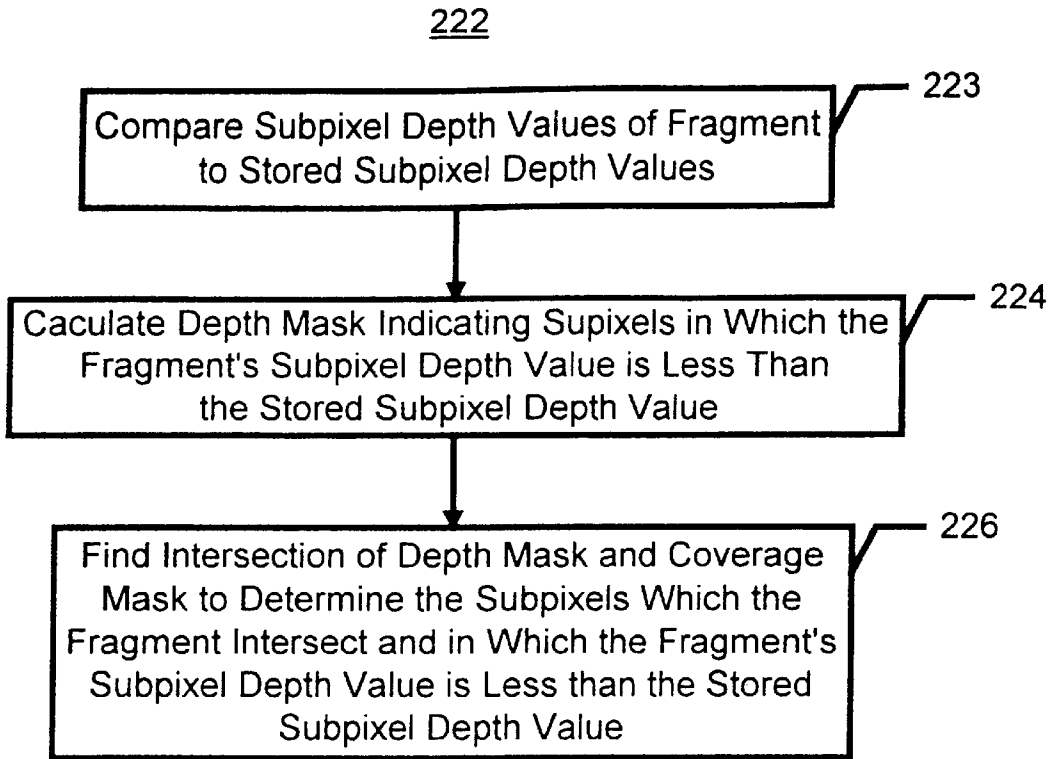 222
223
Compare Subpixel Depth Values of Fragment
to Stored Subpixel Depth Values
224
Caculate Depth Mask Indicating Supixels in Which the
Fragment's Subpixel Depth Value is Less Than
the Stored Subpixel Depth Value
226
Find Intersection of Depth Mask and Coverage
Mask to Determine the Subpixels Which the
Fragment Intersect and in Which the Fragment's
Subpixel Depth Value is Less than the Stored
Subpixel Depth Value